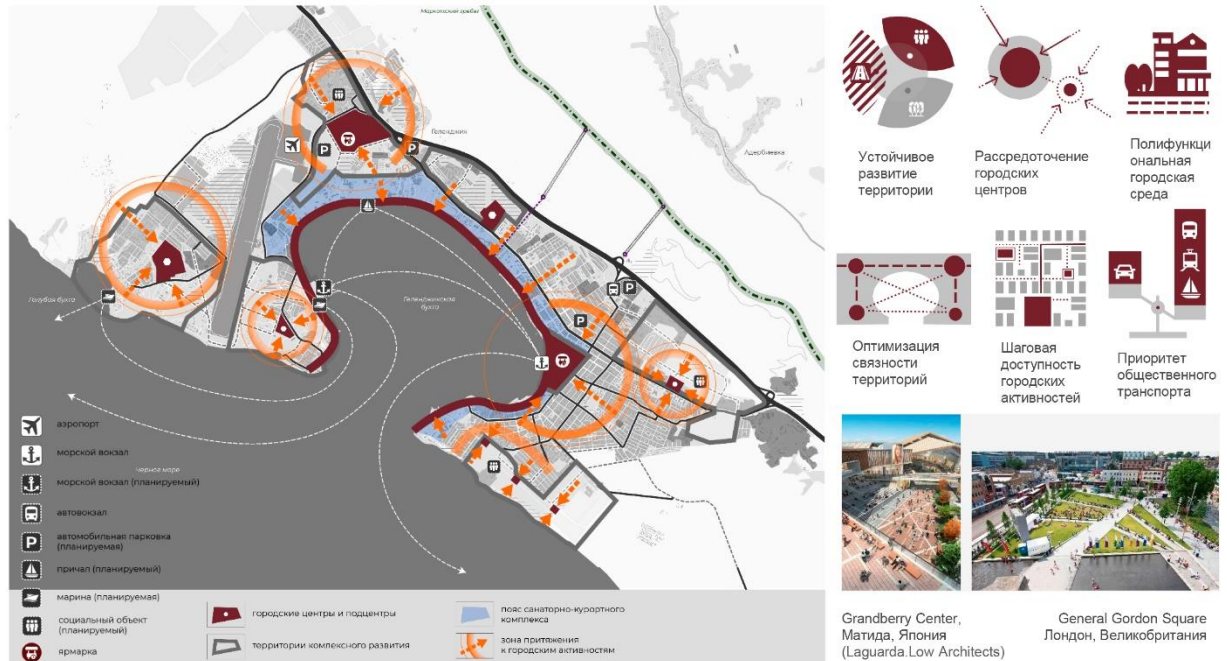 Маркотхский хребет
Геленджик
Адербиевка
Голубая бухта
Геленджикская
бухта
Черное море
аэропорт
морской вокзал
морской вокзал (планируемый)
автовокзал
автомобильная парковка
(планируемая)
причал (планируемый)
марина (планируемая)
социальный объект
(планируемый)
ярмарка
городские центры и подцентры
территории комплексного развития
пояс санаторно-курортного
комплекса
зона притяжения
к городским активностям
P
P
P
P
P
Устойчивое
развитие
территории
Рассредоточение
городских
центров
Полифункци
ональная
городская
среда
Оптимизация
связности
территорий
Шаговая
доступность
городских
активностей
Приоритет
общественного
транспорта
Grandberry Center,
Матида, Япония
(Laguarda.Low Architects)
General Gordon Square
Лондон, Великобритания